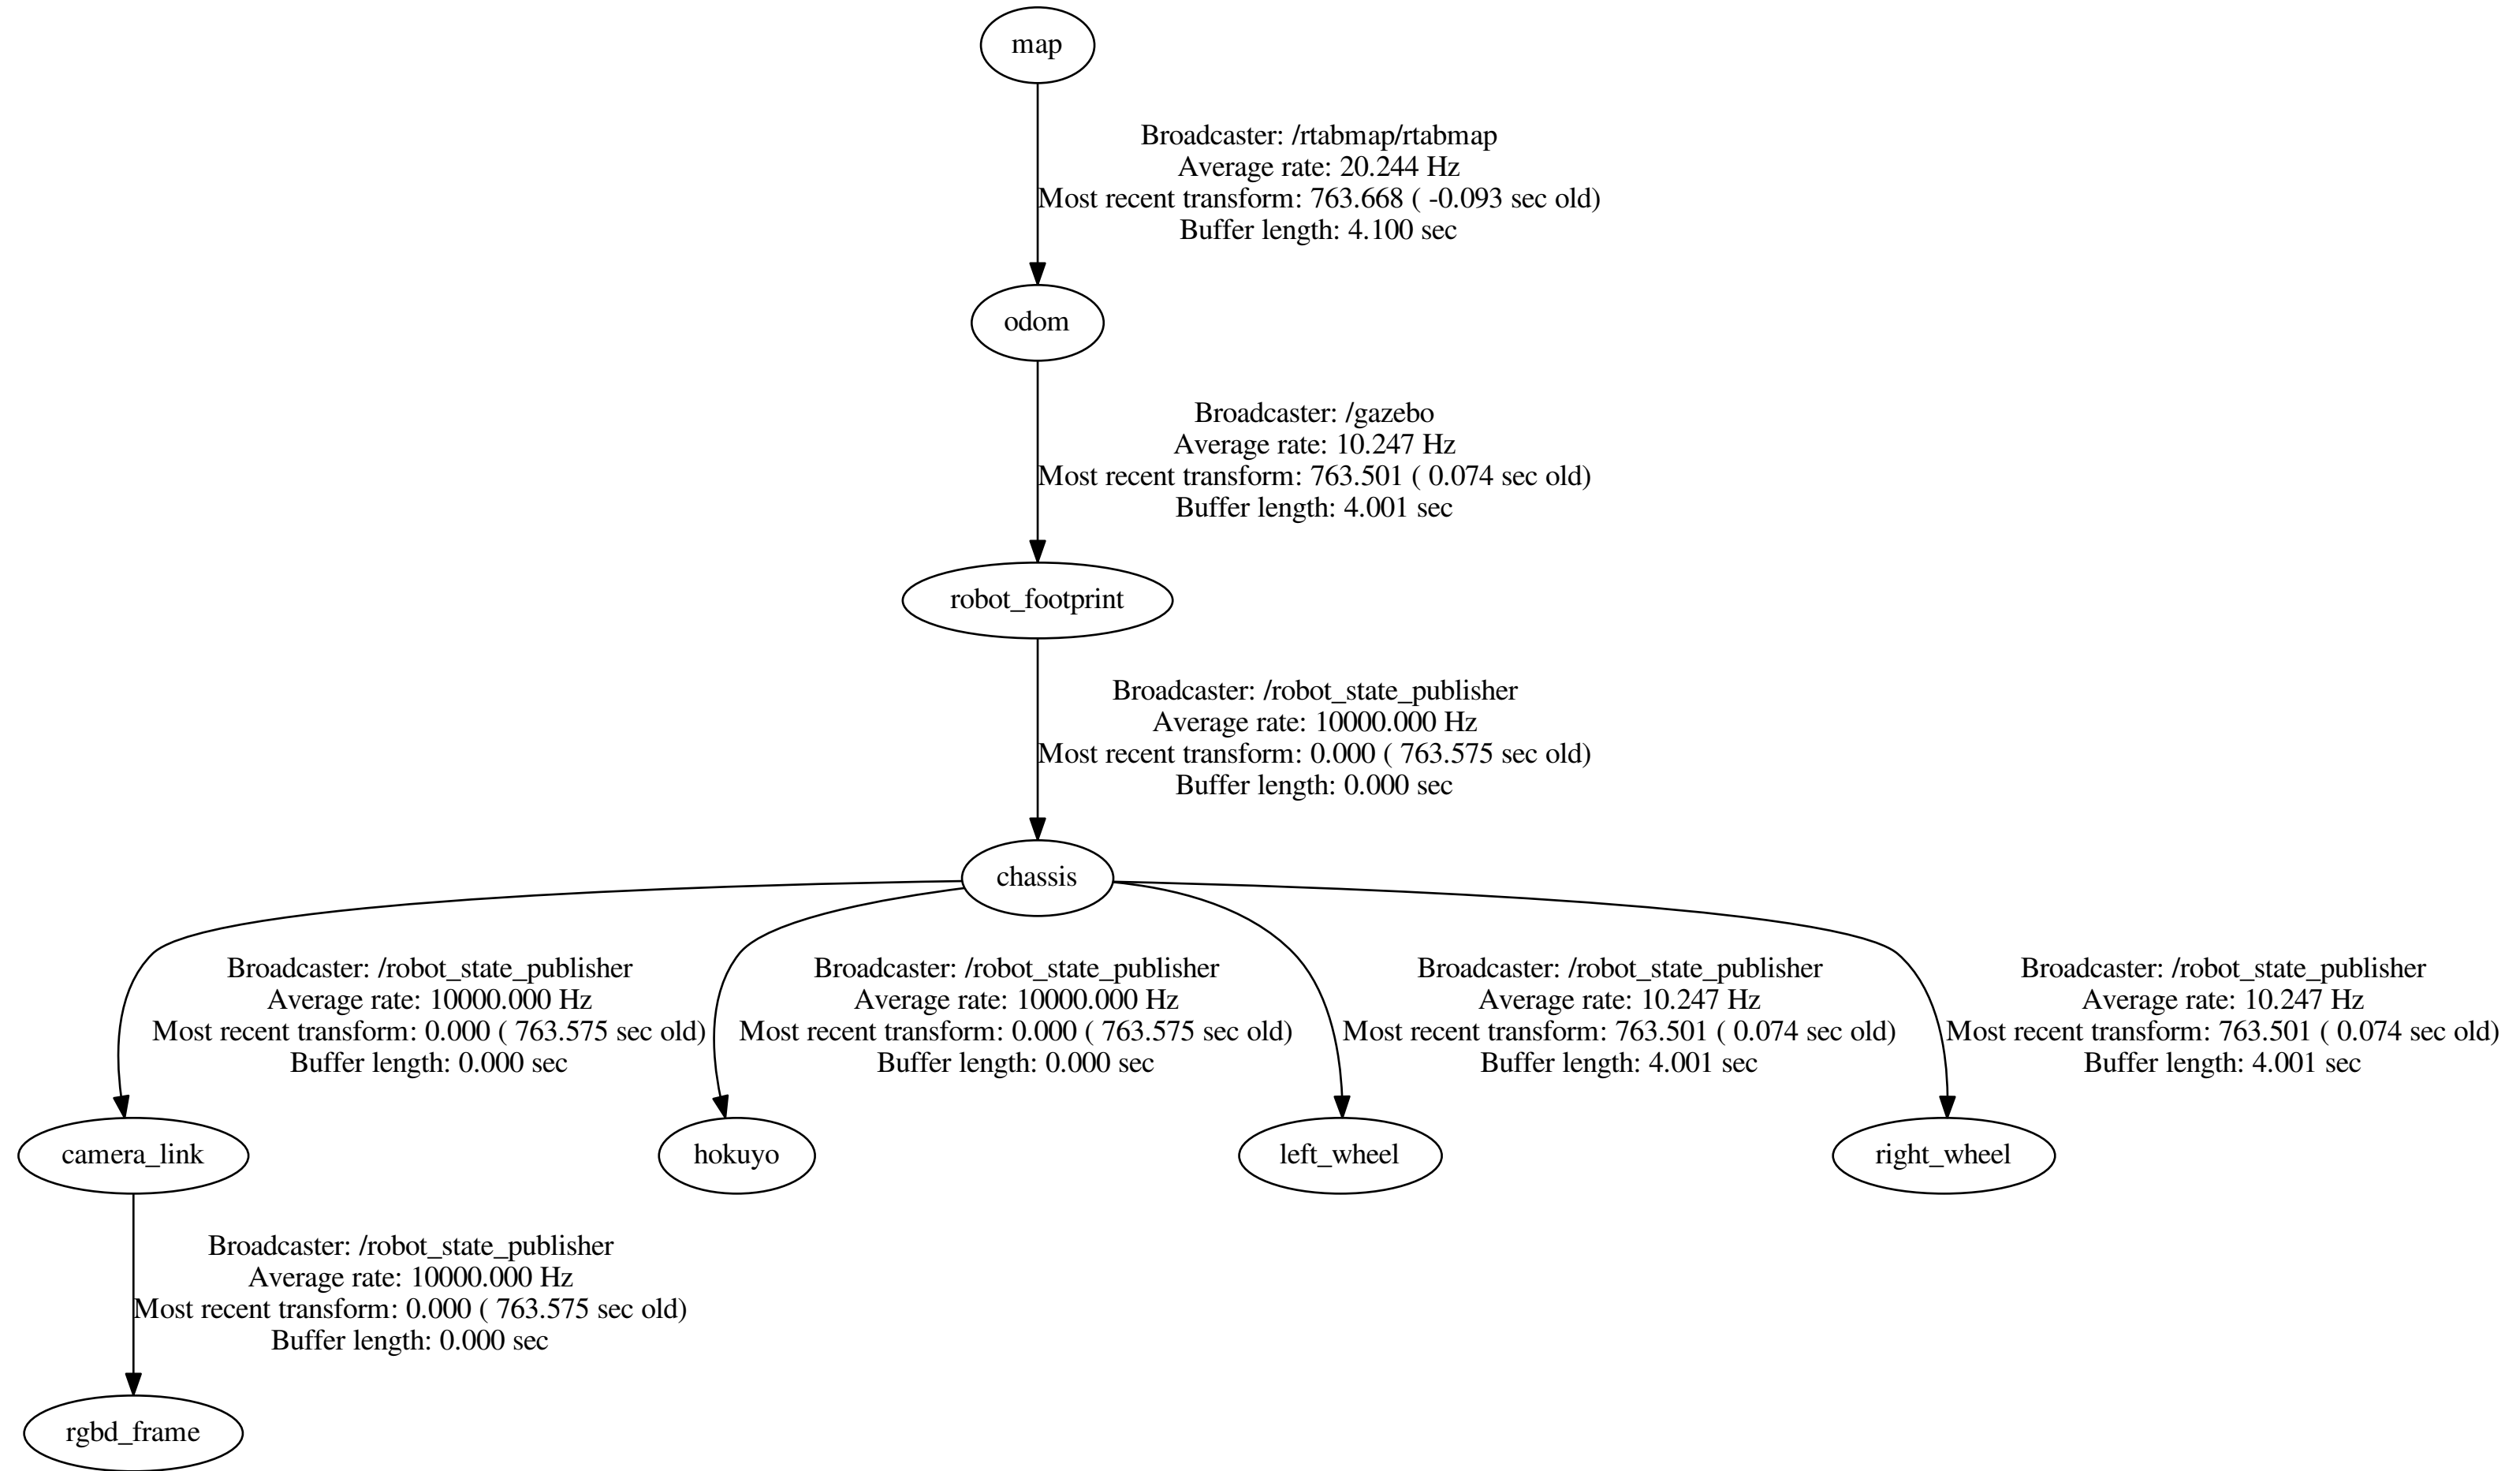 map
Broadcaster: /rtabmap/rtabmap
Average rate: 20.244 Hz
Most recent transform: 763.668 ( -0.093 sec old)
Buffer length: 4.100 sec
odom
Broadcaster: /gazebo
Average rate: 10.247 Hz
Most recent transform: 763.501 ( 0.074 sec old)
Buffer length: 4.001 sec
robot_footprint
Broadcaster: /robot_state_publisher
Average rate: 10000.000 Hz
Most recent transform: 0.000 ( 763.575 sec old)
Buffer length: 0.000 sec
chassis
Broadcaster: /robot_state_publisher
Average rate: 10000.000 Hz
Most recent transform: 0.000 ( 763.575 sec old)
Buffer length: 0.000 sec
Broadcaster: /robot_state_publisher
Average rate: 10000.000 Hz
Most recent transform: 0.000 ( 763.575 sec old)
Buffer length: 0.000 sec
Broadcaster: /robot_state_publisher
Average rate: 10.247 Hz
Most recent transform: 763.501 ( 0.074 sec old)
Buffer length: 4.001 sec
Broadcaster: /robot_state_publisher
Average rate: 10.247 Hz
Most recent transform: 763.501 ( 0.074 sec old)
Buffer length: 4.001 sec
camera_link
hokuyo
left_wheel
right_wheel
Broadcaster: /robot_state_publisher
Average rate: 10000.000 Hz
Most recent transform: 0.000 ( 763.575 sec old)
Buffer length: 0.000 sec
rgbd_frame